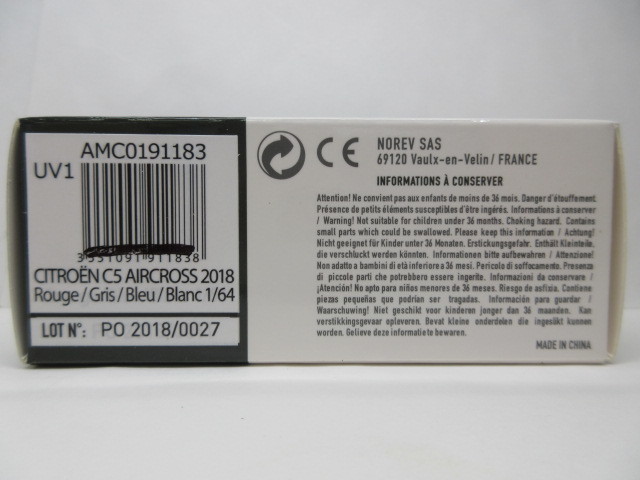 AMC0191183
UV1
3551091911838
CITROËN C5 AIRCROSS 2018
Rouge / Gris / Bleu / Blanc 1/64
LOT N°: PO 2018/0027
CE
NOREV SAS
69120 Vaulx-en-Velin / FRANCE
INFORMATIONS À CONSERVER
Attention! Ne convient pas aux enfants de moins de 36 mois. Danger d'étouffement.
Présence de petits éléments susceptibles d'être ingérés. Informations à conserver
/ Warning! Not suitable for children under 36 months. Choking hazard. Contains
small parts which could be swallowed. Please keep this information / Achtung!
Nicht geeignet für Kinder unter 36 Monaten. Erstickungsgefahr. Enthält Kleinteile,
die verschluckt werden könnten. Informationen bitte aufbewahren / Attenzione!
Non adatto a bambini di età inferiore a 36 mesi. Pericolo di soffocamento. Presenza
di piccole parti che potrebbero essere ingerite. Informazione da conservare /
¡Atención! No apto para niños menores de 36 meses. Riesgo de asfixia. Contiene
piezas pequeñas que podrían ser tragadas. Información para guardar /
Waarschuwing! Niet geschikt voor kinderen jonger dan 36 maanden. Kan
verstikkingsgevaar opleveren. Bevat kleine onderdelen die ingeslikt kunnen
worden. Gelieve deze informatie te bewaren.
MADE IN CHINA